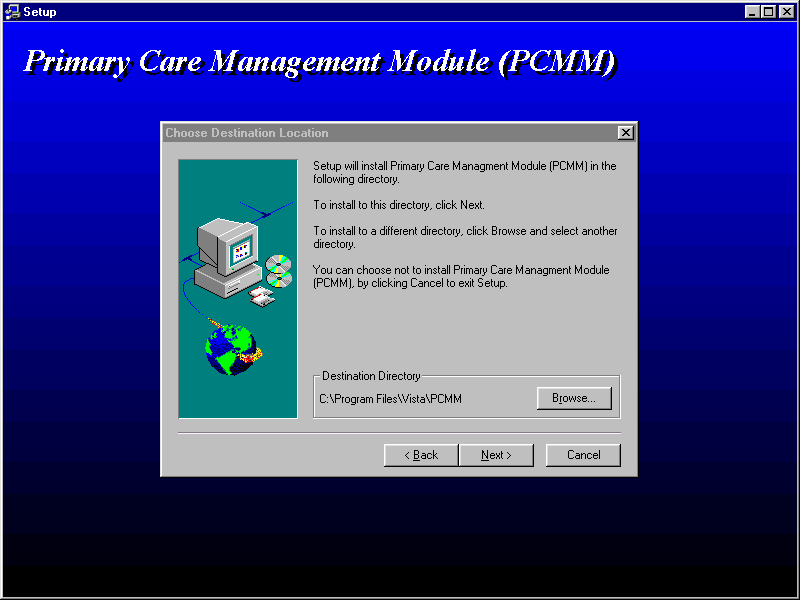 Setup
Primary Care Management Module (PCMM)
Choose Destination Location
Setup will install Primary Care Managment Module (PCMM) in the
following directory.
To install to this directory, click Next.
To install to a different directory, click Browse and select another
directory.
You can choose not to install Primary Care Managment Module
(PCMM), by clicking Cancel to exit Setup.
Destination Directory
C:\Program Files\Vista\PCMM
Browse...
< Back
Next >
Cancel